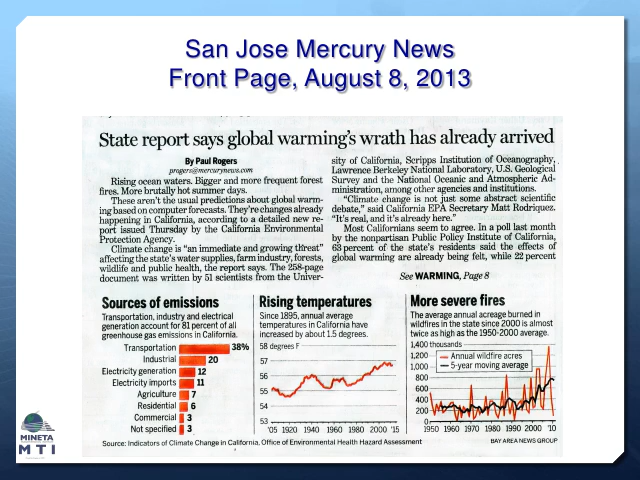 San Jose Mercury News
Front Page, August 8, 2013
State report says global warming's wrath has already arrived
By Paul Rogers
progers@mercurynews.com
Rising ocean waters. Bigger and more frequent forest
fires. More brutally hot summer days.
These aren't the usual predictions about global warm-
ing based on computer forecasts. They're changes already
happening in California, according to a detailed new re-
port issued Thursday by the California Environmental
Protection Agency.
Climate change is "an immediate and growing threat"
affecting the state's water supplies, farm industry, forests,
wildlife and public health, the report says. The 258-page
document was written by 51 scientists from the Univer-
sity of California, Scripps Institution of Oceanography,
Lawrence Berkeley National Laboratory, U.S. Geological
Survey and the National Oceanic and Atmospheric Ad-
ministration, among other agencies and institutions.
"Climate change is not just some abstract scientific
debate," said California EPA Secretary Matt Rodriquez.
"It's real, and it's already here."
Most Californians seem to agree. In a poll last month
by the nonpartisan Public Policy Institute of California,
63 percent of the state's residents said the effects of
global warming are already being felt, while 22 percent
See WARMING, Page 8
Sources of emissions
Transportation, industry and electrical
generation account for 81 percent of all
greenhouse gas emissions in California.
Transportation 38%
Industrial 20
Electricity generation 12
Electricity imports 11
Agriculture 7
Residential 6
Commercial 3
Not specified 3
Rising temperatures
Since 1895, annual average
temperatures in California have
increased by about 1.5 degrees.
58 degrees F
57
56
55
54
53
'05 1920 1940 1960 1980 2000 '15
More severe fires
The average annual acreage burned in
wildfires in the state since 2000 is almost
twice as high as the 1950-2000 average.
1,400 thousands
1,200
1,000
800
600
400
200
0
Annual wildfire acres
5-year moving average
1950 1960 1970 1980 1990 2000 '10
Source: Indicators of Climate Change in California, Office of Environmental Health Hazard Assessment
BAY AREA NEWS GROUP
MINETA
MTI